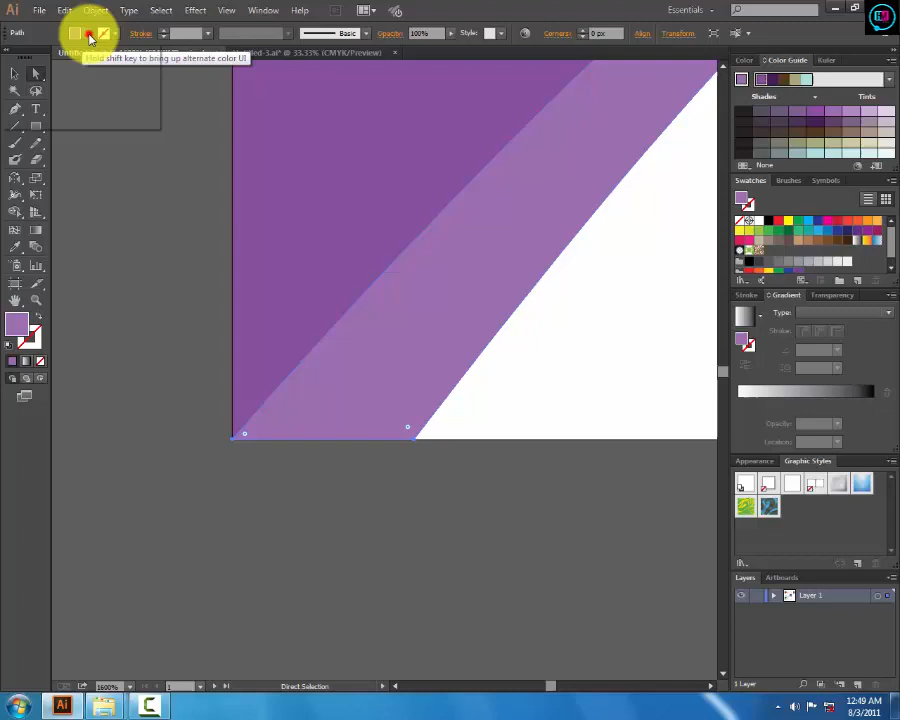 Ai File Edit Object Type Select Effect View Window Help Essentials
Path Stroke: Basic Opacity: 100% Style: Corners: 0 px Align Transform
Hold shift key to bring up alternate color UI
-3.ai* @ 33.33% (CMYK/Preview)
Color Color Guide Ruler
Shades Tints
None
Swatches Brushes Symbols
Stroke Gradient Transparency
Type:
Stroke:
Opacity:
Location:
Appearance Graphic Styles
Layers Artboards
Layer 1
1 Layer
1600% 1 Direct Selection
Ai
12:49 AM
8/3/2011